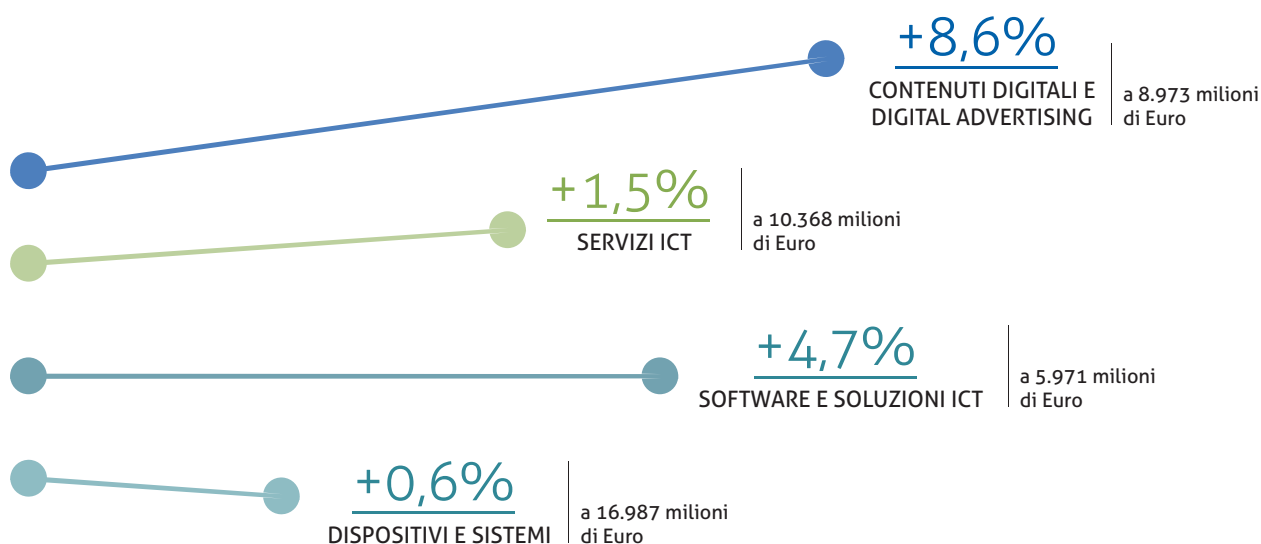 +8,6%
CONTENUTI DIGITALI E
DIGITAL ADVERTISING
a 8.973 milioni
di Euro
+1,5%
SERVIZI ICT
a 10.368 milioni
di Euro
+4,7%
SOFTWARE E SOLUZIONI ICT
a 5.971 milioni
di Euro
+0,6%
DISPOSITIVI E SISTEMI
a 16.987 milioni
di Euro